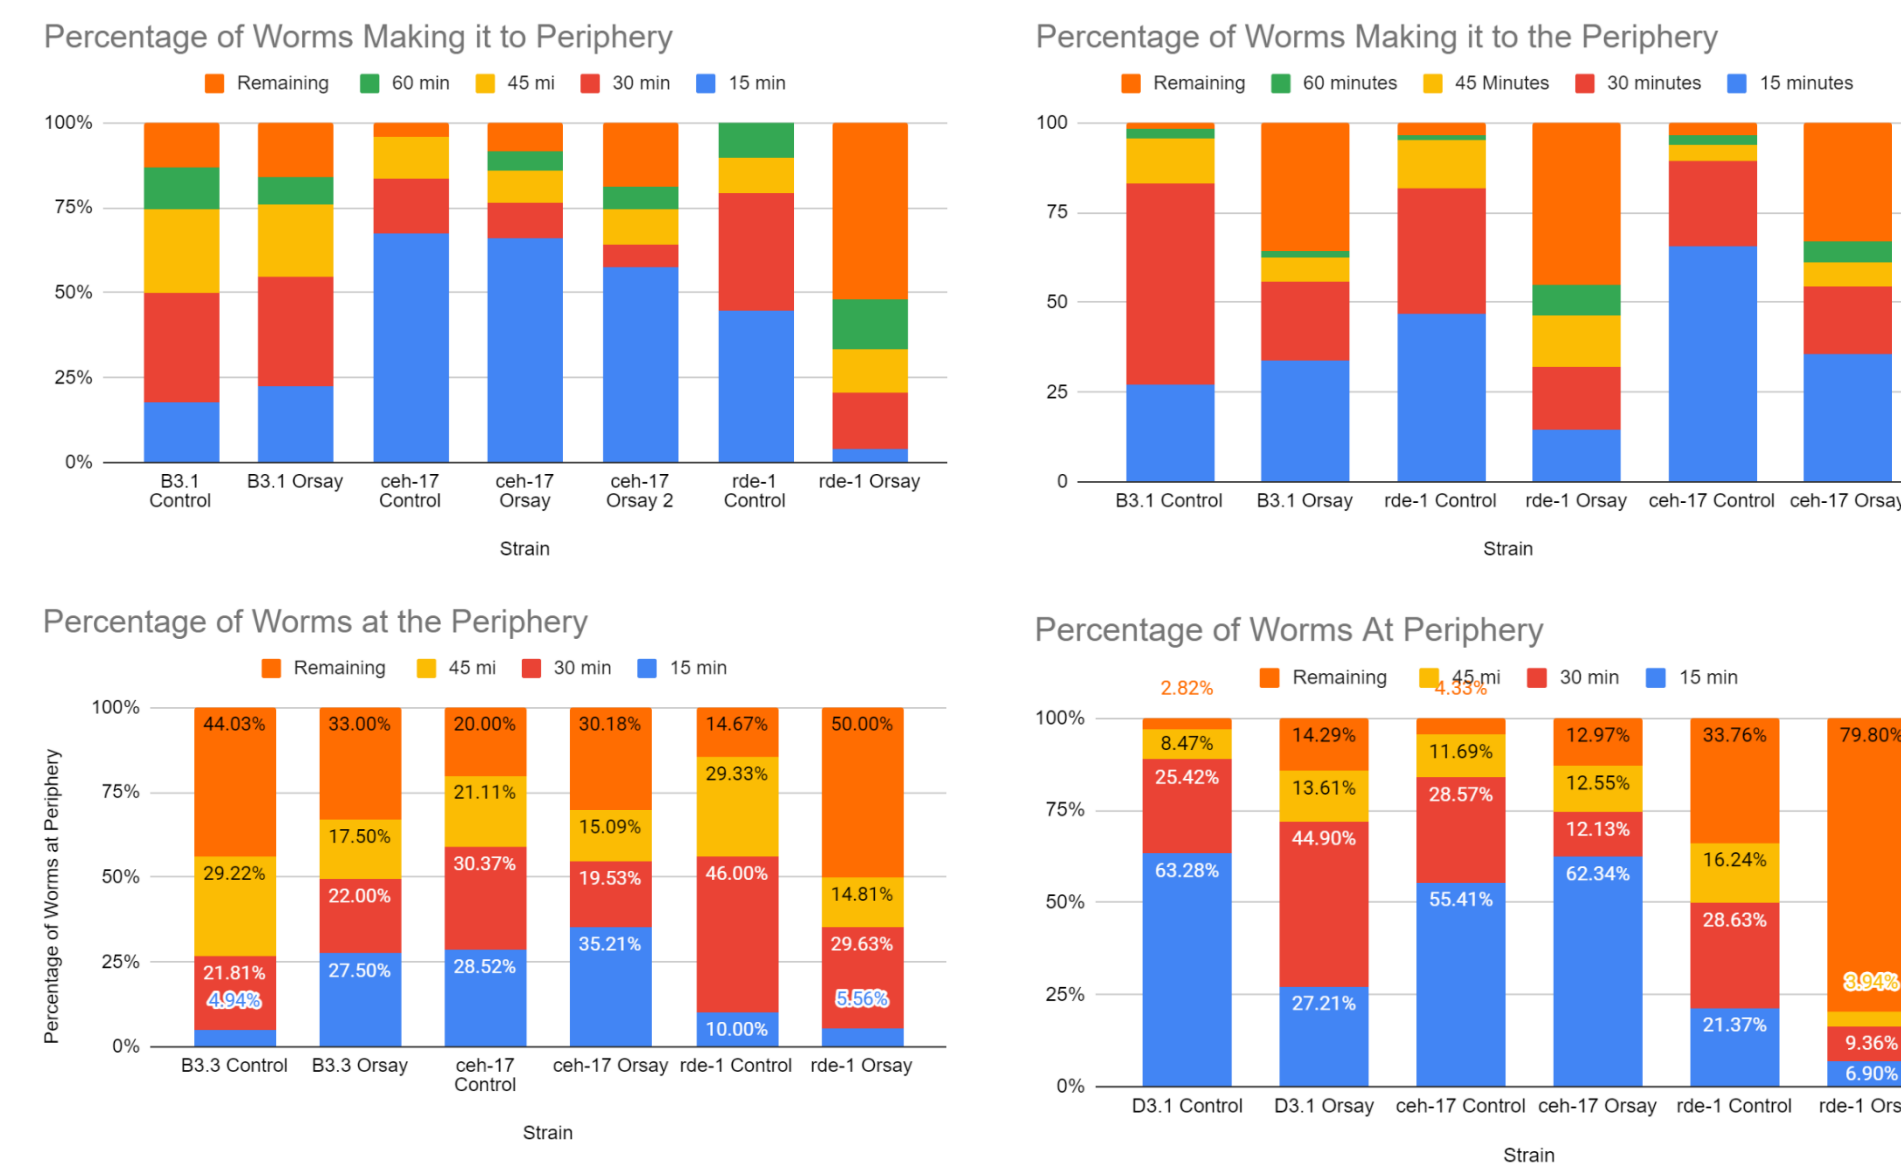 Percentage of Worms Making it to Periphery
Remaining 60 min 45 mi 30 min 15 min
100%
75%
50%
25%
0%
B3.1 Control B3.1 Orsay ceh-17 Control ceh-17 Orsay ceh-17 Orsay 2 rde-1 Control rde-1 Orsay
Strain
Percentage of Worms Making it to the Periphery
Remaining 60 minutes 45 Minutes 30 minutes 15 minutes
100
75
50
25
0
B3.1 Control B3.1 Orsay rde-1 Control rde-1 Orsay ceh-17 Control ceh-17 Orsay
Strain
Percentage of Worms at the Periphery
Remaining 45 mi 30 min 15 min
Percentage of Worms at Periphery
100%
75%
50%
25%
0%
44.03% 33.00% 20.00% 30.18% 14.67% 50.00%
29.22% 17.50% 21.11% 15.09% 29.33% 14.81%
21.81% 22.00% 30.37% 19.53% 46.00% 29.63%
4.94% 27.50% 28.52% 35.21% 10.00% 5.56%
B3.3 Control B3.3 Orsay ceh-17 Control ceh-17 Orsay rde-1 Control rde-1 Orsay
Strain
Percentage of Worms At Periphery
Remaining 45 mi 30 min 15 min
100%
75%
50%
25%
0%
2.82% 14.29% 4.33% 12.97% 33.76% 79.80%
8.47% 13.61% 11.69% 12.55% 16.24% 3.94%
25.42% 44.90% 28.57% 12.13% 28.63% 9.36%
63.28% 27.21% 55.41% 62.34% 21.37% 6.90%
D3.1 Control D3.1 Orsay ceh-17 Control ceh-17 Orsay rde-1 Control rde-1 Ors
Strain